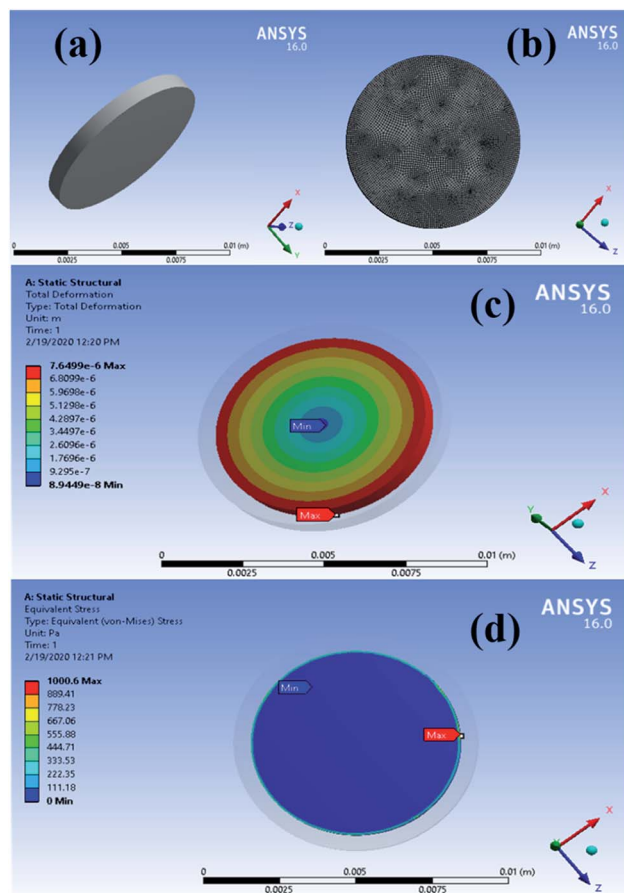 (a)
ANSYS
16.0
X
Z
Y
0
0.005
0.01 (m)
0.0025
0.0075
(b)
ANSYS
16.0
X
Z
0
0.005
0.01 (m)
0.0025
0.0075
A: Static Structural
Total Deformation
Type: Total Deformation
Unit: m
Time: 1
2/19/2020 12:20 PM
7.6499e-6 Max
6.8099e-6
5.9698e-6
5.1298e-6
4.2897e-6
3.4497e-6
2.6096e-6
1.7696e-6
9.295e-7
8.9449e-8 Min
(c)
ANSYS
16.0
Min
Max
Y
X
Z
0
0.005
0.01 (m)
0.0025
0.0075
A: Static Structural
Equivalent Stress
Type: Equivalent (von-Mises) Stress
Unit: Pa
Time: 1
2/19/2020 12:21 PM
1000.6 Max
889.41
778.23
667.06
555.88
444.71
333.53
222.35
111.18
0 Min
(d)
ANSYS
16.0
Min
Max
X
Z
0
0.005
0.01 (m)
0.0025
0.0075